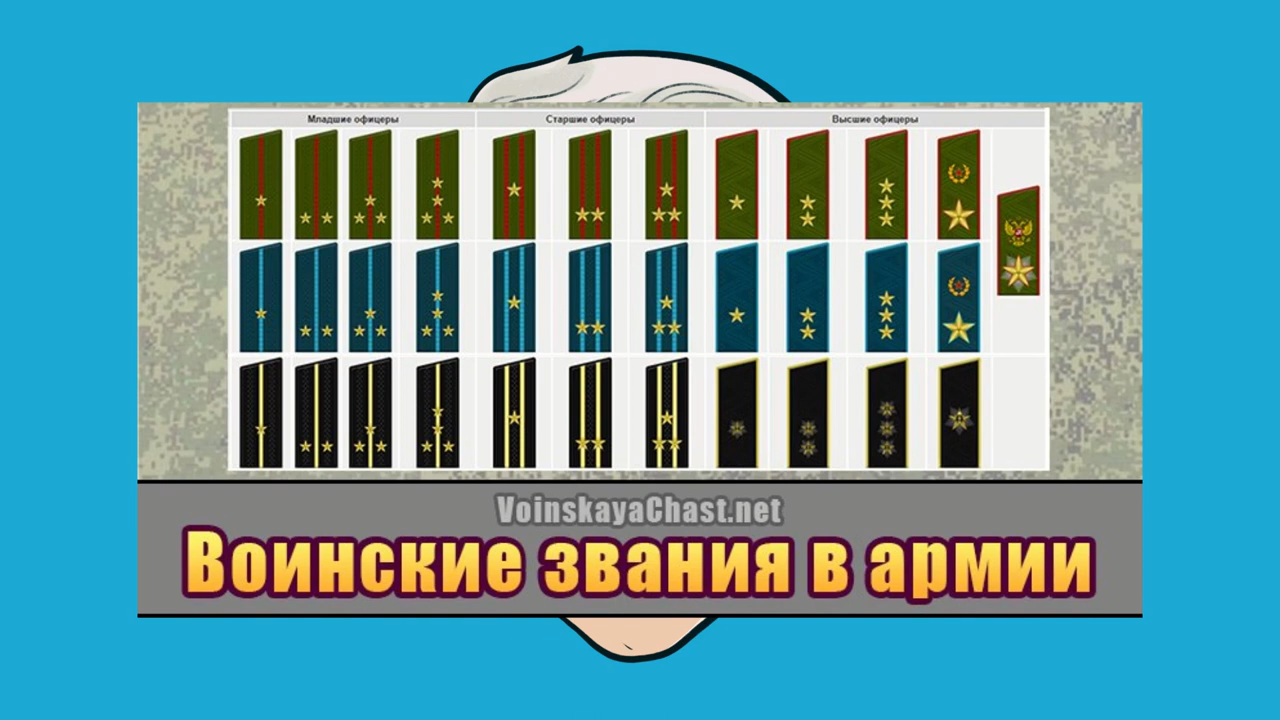 Младшие офицеры
Старшие офицеры
Высшие офицеры
VoinskayaChast.net
Воинские звания в армии